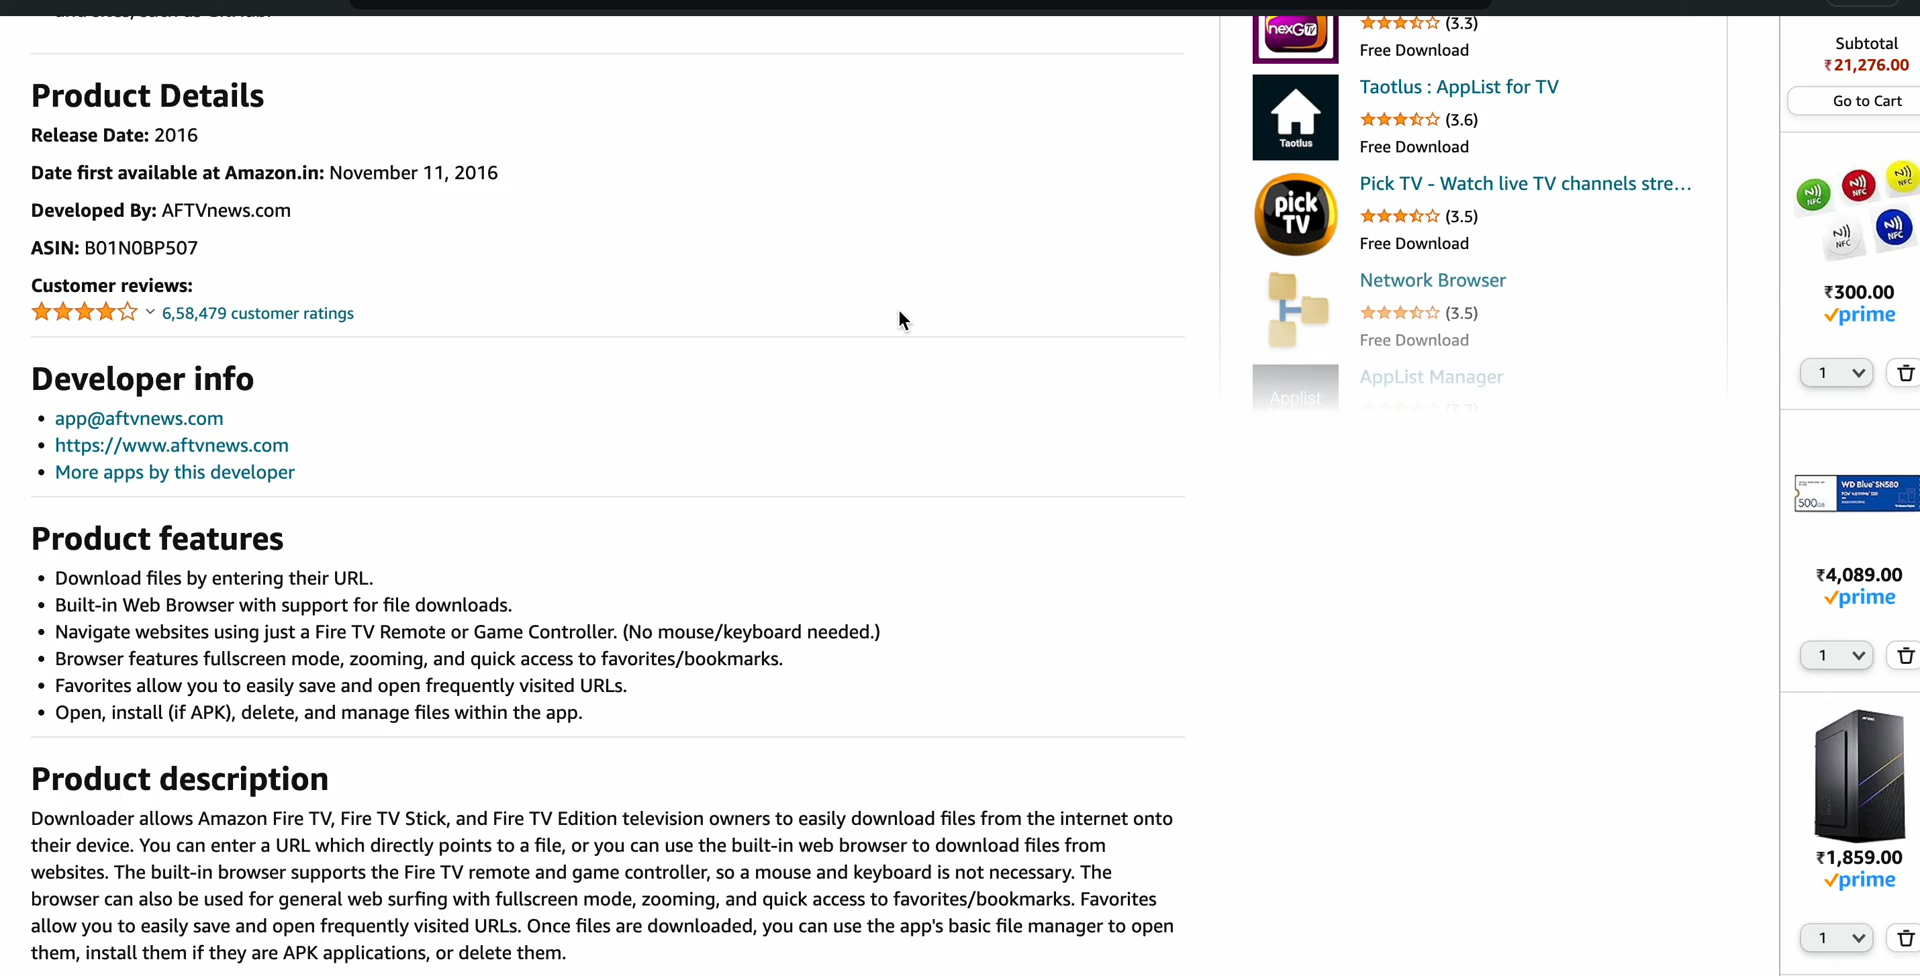 Product Details
Release Date: 2016
Date first available at Amazon.in: November 11, 2016
Developed By: AFTVnews.com
ASIN: B01N0BP507
Customer reviews:
6,58,479 customer ratings
Developer info
• app@aftvnews.com
• https://www.aftvnews.com
• More apps by this developer
Product features
• Download files by entering their URL.
• Built-in Web Browser with support for file downloads.
• Navigate websites using just a Fire TV Remote or Game Controller. (No mouse/keyboard needed.)
• Browser features fullscreen mode, zooming, and quick access to favorites/bookmarks.
• Favorites allow you to easily save and open frequently visited URLs.
• Open, install (if APK), delete, and manage files within the app.
Product description
Downloader allows Amazon Fire TV, Fire TV Stick, and Fire TV Edition television owners to easily download files from the internet onto
their device. You can enter a URL which directly points to a file, or you can use the built-in web browser to download files from
websites. The built-in browser supports the Fire TV remote and game controller, so a mouse and keyboard is not necessary. The
browser can also be used for general web surfing with fullscreen mode, zooming, and quick access to favorites/bookmarks. Favorites
allow you to easily save and open frequently visited URLs. Once files are downloaded, you can use the app's basic file manager to open
them, install them if they are APK applications, or delete them.
nexGTV
(3.3)
Free Download
Taotlus
Taotlus : AppList for TV
(3.6)
Free Download
pick
TV
Pick TV - Watch live TV channels stre...
(3.5)
Free Download
Network Browser
(3.5)
Free Download
Applist
AppList Manager
Subtotal
₹21,276.00
Go to Cart
NFC
NFC
NFC
NFC
NFC
₹300.00
prime
1
WD Blue SN580
500GB
₹4,089.00
prime
1
₹1,859.00
prime
1